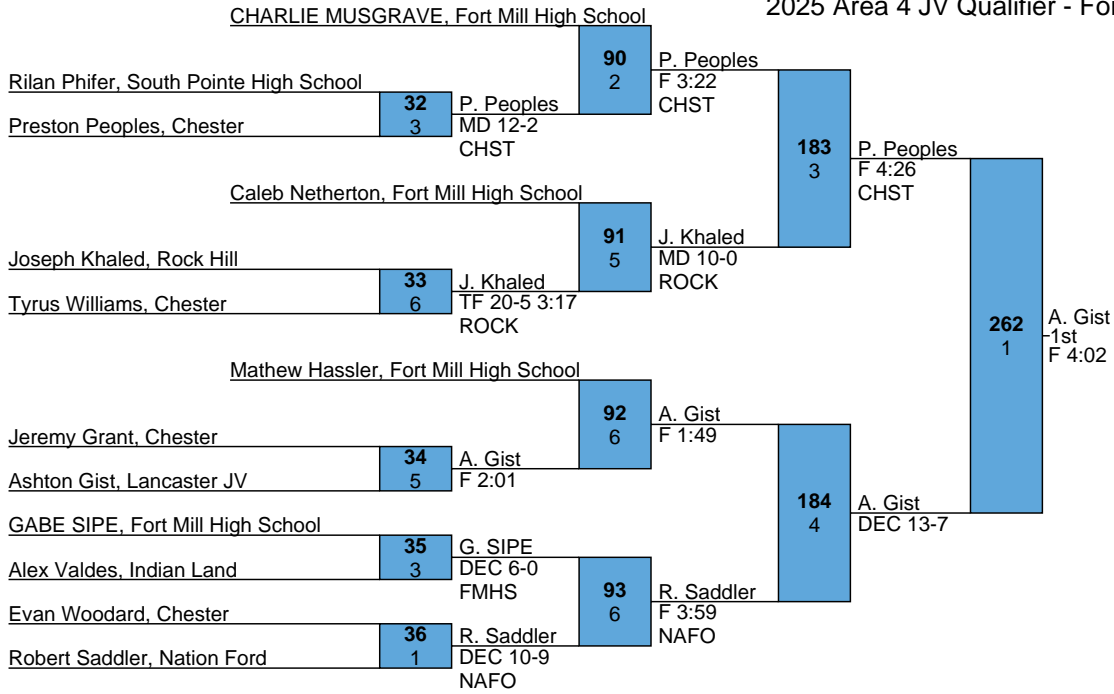 2025 Area 4 JV Qualifier - For
CHARLIE MUSGRAVE, Fort Mill High School
90
2
P. Peoples
F 3:22
CHST
Rilan Phifer, South Pointe High School
32
3
P. Peoples
MD 12-2
CHST
Preston Peoples, Chester
183
3
P. Peoples
F 4:26
CHST
Caleb Netherton, Fort Mill High School
91
5
J. Khaled
MD 10-0
ROCK
Joseph Khaled, Rock Hill
33
6
J. Khaled
TF 20-5 3:17
ROCK
Tyrus Williams, Chester
262
1
A. Gist
1st
F 4:02
Mathew Hassler, Fort Mill High School
92
6
A. Gist
F 1:49
Jeremy Grant, Chester
34
5
A. Gist
F 2:01
Ashton Gist, Lancaster JV
184
4
A. Gist
DEC 13-7
GABE SIPE, Fort Mill High School
35
3
G. SIPE
DEC 6-0
FMHS
Alex Valdes, Indian Land
93
6
R. Saddler
F 3:59
NAFO
Evan Woodard, Chester
36
1
R. Saddler
DEC 10-9
NAFO
Robert Saddler, Nation Ford